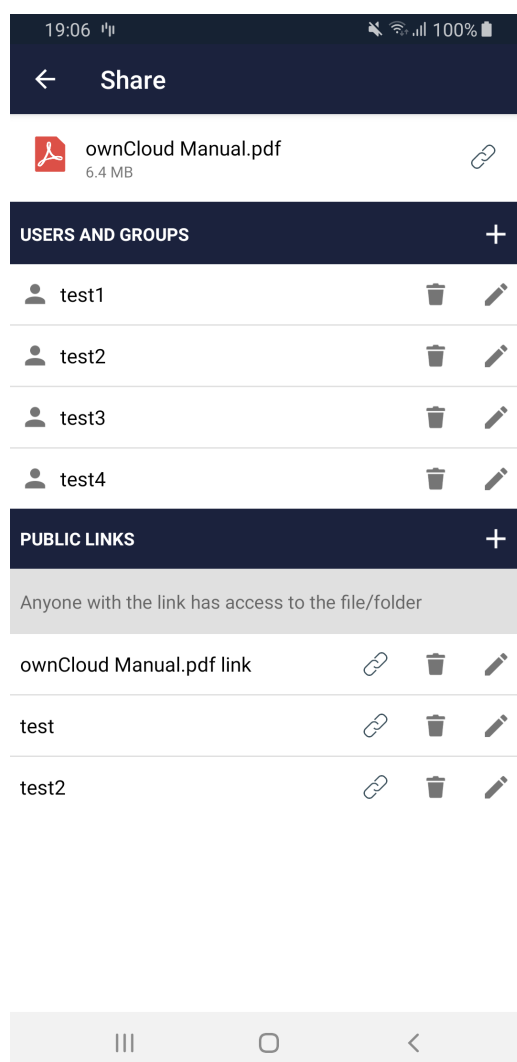 19:06 100%
Share
ownCloud Manual.pdf
6.4 MB
USERS AND GROUPS
test1
test2
test3
test4
PUBLIC LINKS
Anyone with the link has access to the file/folder
ownCloud Manual.pdf link
test
test2